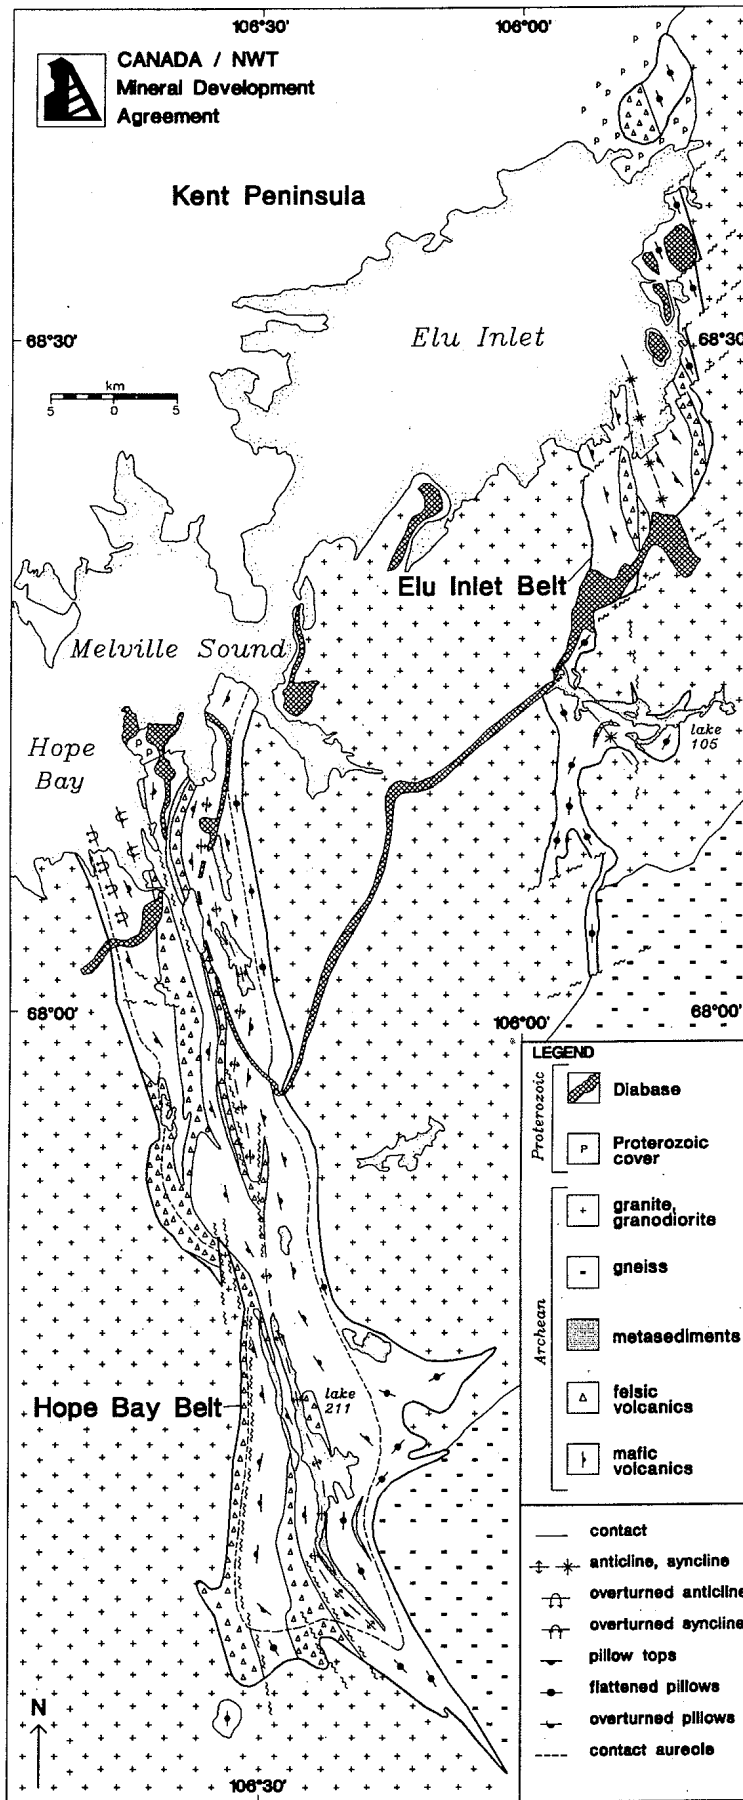 106°30'
106°00'
CANADA / NWT
Mineral Development
Agreement
Kent Peninsula
Elu Inlet
68°30'
68°30'
km
5 0 5
Elu Inlet Belt
Melville Sound
Hope
Bay
lake
105
68°00'
106°00'
68°00'
LEGEND
Proterozoic
Diabase
P
Proterozoic
cover
Archean
granite,
granodiorite
gneiss
metasediments
felsic
volcanics
mafic
volcanics
contact
anticline, syncline
overturned anticline
overturned syncline
pillow tops
flattened pillows
overturned pillows
contact aureole
lake
211
Hope Bay Belt
N
106°30'